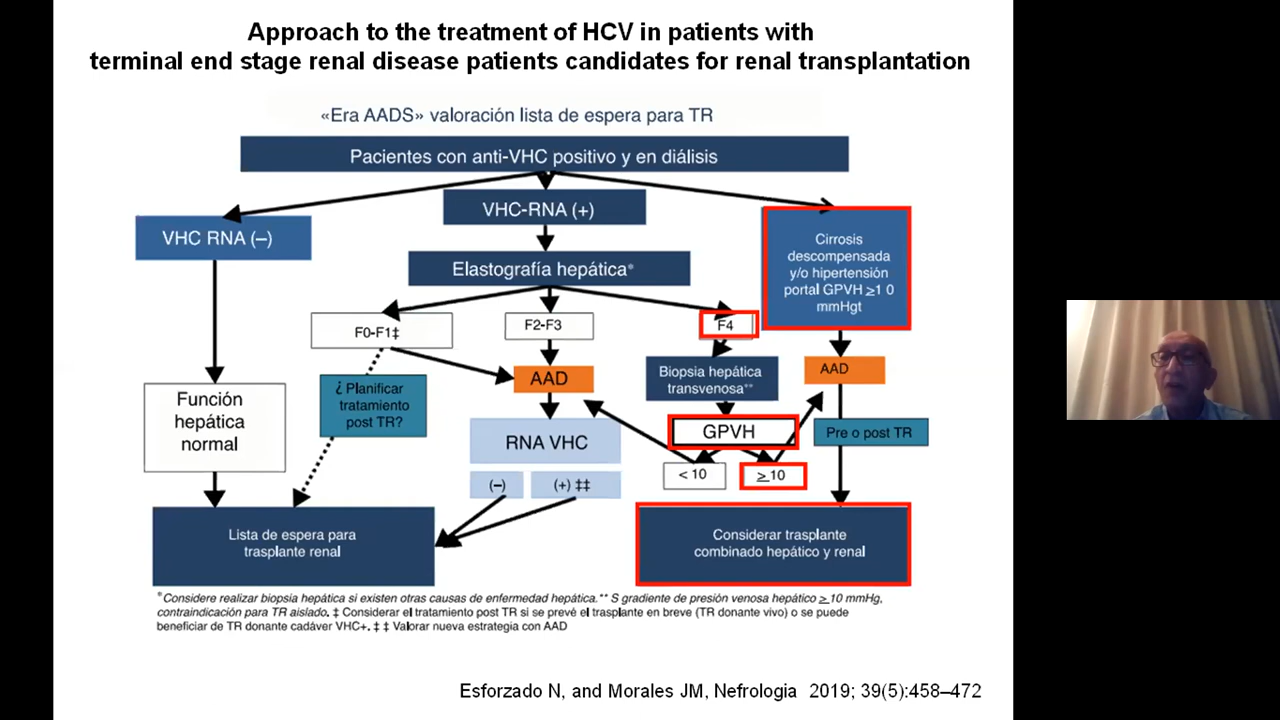 Approach to the treatment of HCV in patients with
terminal end stage renal disease patients candidates for renal transplantation
«Era AADS» valoración lista de espera para TR
Pacientes con anti-VHC positivo y en diálisis
VHC-RNA (+)
VHC RNA (–)
Cirrosis
descompensada
y/o hipertensión
portal GPVH ≥1 0
mmHgt
Elastografía hepática*
F0-F1‡
F2-F3
F4
AAD
Biopsia hepática
transvenosa**
AAD
¿Planificar
tratamiento
post TR?
Función
hepática
normal
RNA VHC
GPVH
Pre o post TR
(–)
(+) ‡‡
< 10
≥10
Lista de espera para
trasplante renal
Considerar trasplante
combinado hepático y renal
*Considere realizar biopsia hepática si existen otras causas de enfermedad hepática.** S gradiente de presión venosa hepático ≥10 mmHg,
contraindicación para TR aislado. ‡ Considerar el tratamiento post TR si se prevé el trasplante en breve (TR donante vivo) o se puede
beneficiar de TR donante cadáver VHC+. ‡ ‡ Valorar nueva estrategia con AAD
Esforzado N, and Morales JM, Nefrologia 2019; 39(5):458–472